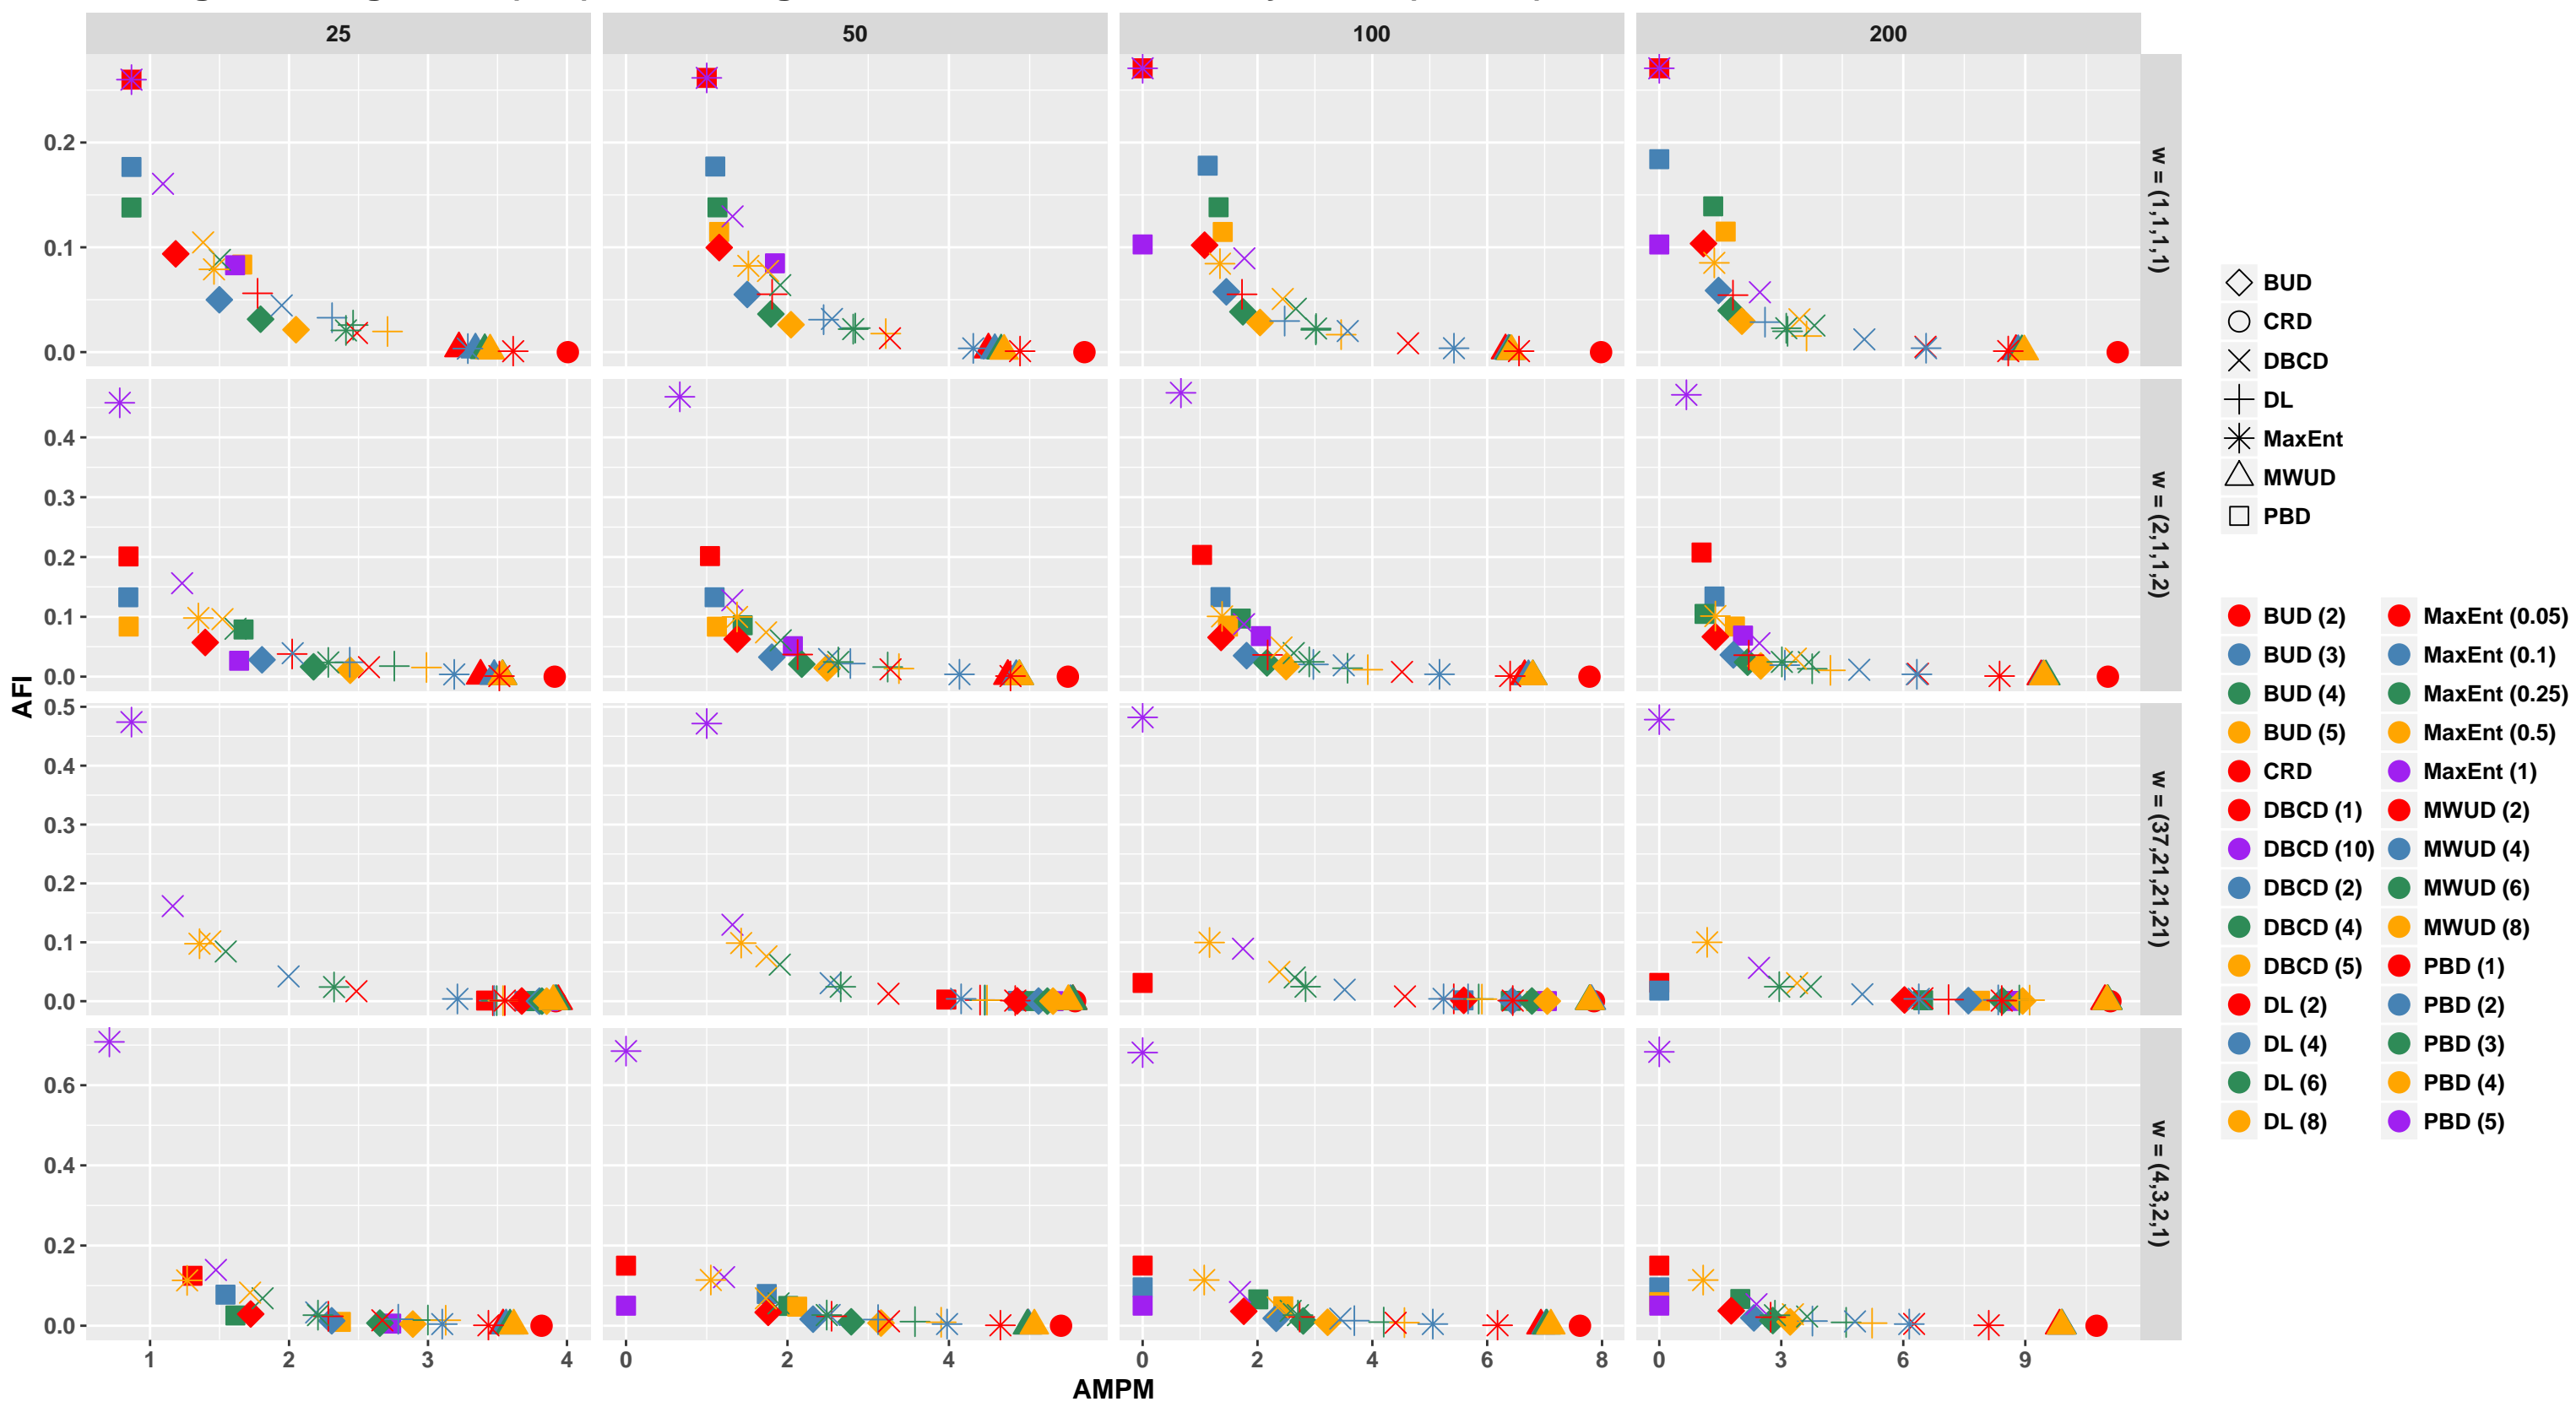 25 50 100 200
0.2
0.1
0.0
w = (1,1,1,1)
0.4
0.3
0.2
0.1
0.0
w = (2,1,1,2)
0.5
0.4
0.3
0.2
0.1
0.0
w = (37,21,21,21)
0.6
0.4
0.2
0.0
w = (4,3,2,1)
AFI
1 2 3 4 0 2 4 0 2 4 6 8 0 3 6 9
AMPM
BUD
CRD
DBCD
DL
MaxEnt
MWUD
PBD
BUD (2)
BUD (3)
BUD (4)
BUD (5)
CRD
DBCD (1)
DBCD (10)
DBCD (2)
DBCD (4)
DBCD (5)
DL (2)
DL (4)
DL (6)
DL (8)
MaxEnt (0.05)
MaxEnt (0.1)
MaxEnt (0.25)
MaxEnt (0.5)
MaxEnt (1)
MWUD (2)
MWUD (4)
MWUD (6)
MWUD (8)
PBD (1)
PBD (2)
PBD (3)
PBD (4)
PBD (5)